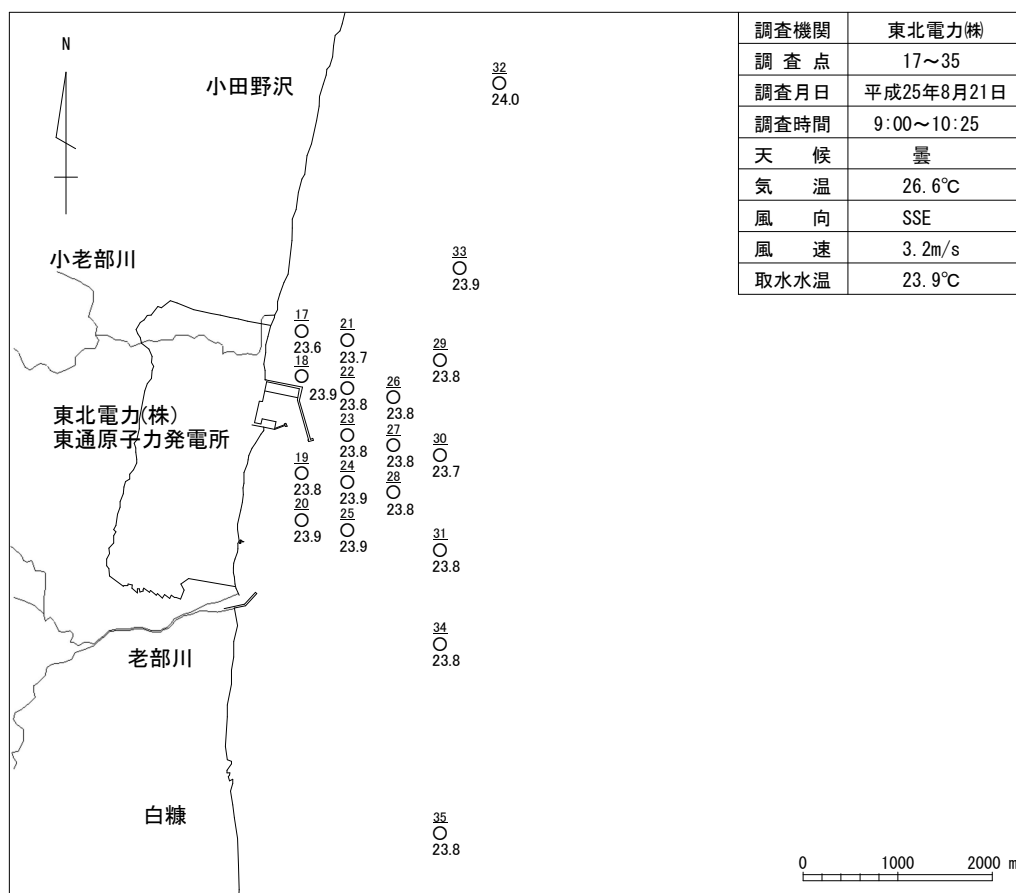 調査機関 東北電力㈱
調査点 17～35
調査月日 平成25年8月21日
調査時間 9:00～10:25
天候 曇
気温 26.6℃
風向 SSE
風速 3.2m/s
取水水温 23.9℃
N
小田野沢
32
24.0
小老部川
33
23.9
17
23.6
21
23.7
29
23.8
18
23.9
22
23.8
26
23.8
東北電力(株)
東通原子力発電所
23
23.8
27
23.8
30
23.7
19
23.8
24
23.9
28
23.8
20
23.9
25
23.9
31
23.8
老部川
34
23.8
白糠
35
23.8
0 1000 2000 m